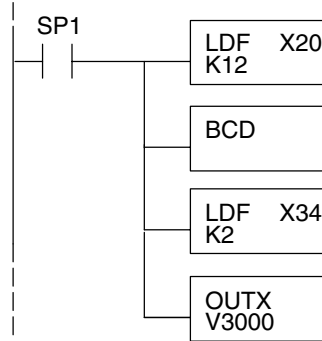 SP1
LDF X20
K12
BCD
LDF X34
K2
OUTX
V3000